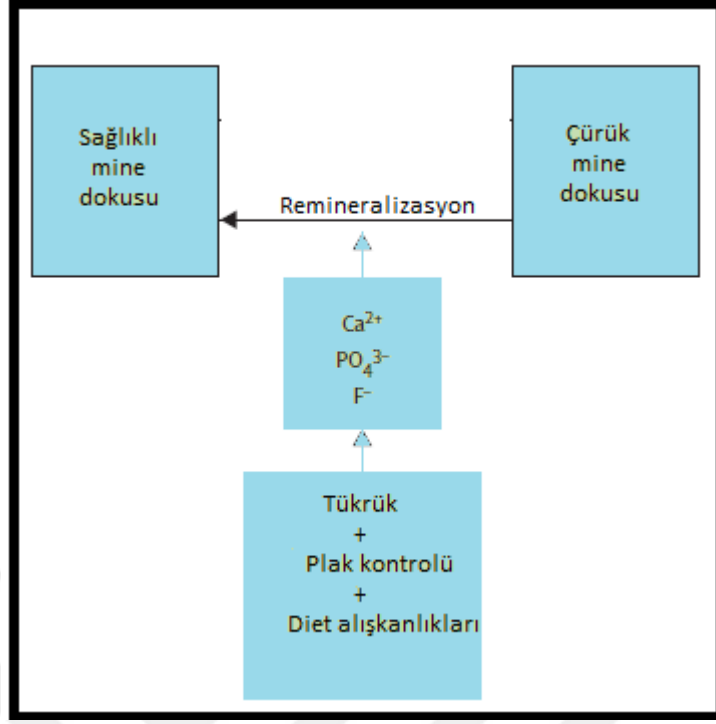 Sağlıklı
mine
dokusu
Çürük
mine
dokusu
Remineralizasyon
Ca²⁺
PO₄³⁻
F⁻
Tükrük
+
Plak kontrolü
+
Diet alışkanlıkları